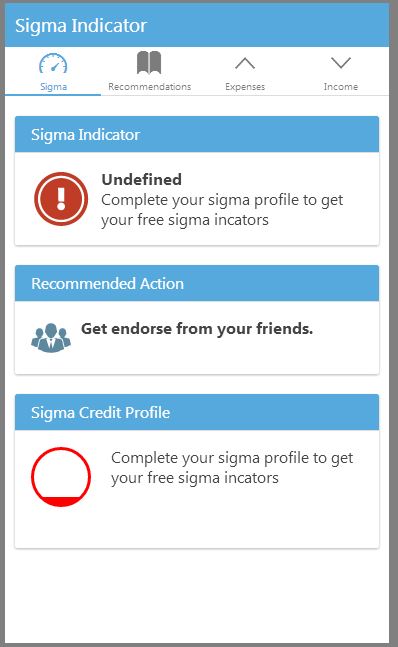 Sigma Indicator
Sigma
Recommendations
Expenses
Income
Sigma Indicator
Undefined
Complete your sigma profile to get
your free sigma incators
Recommended Action
Get endorse from your friends.
Sigma Credit Profile
Complete your sigma profile to get
your free sigma incators